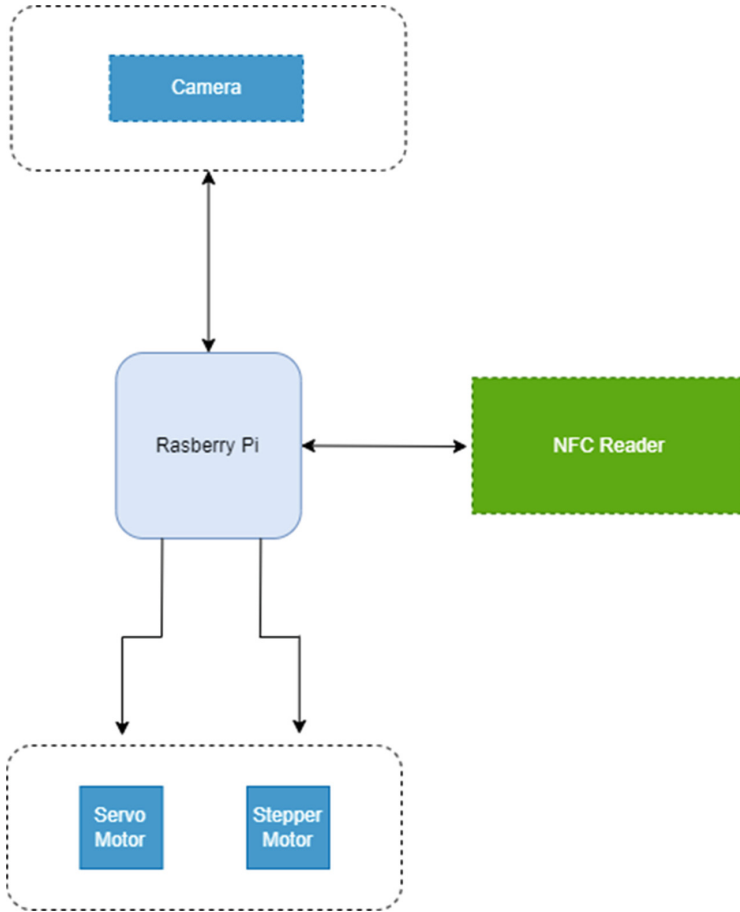 Camera
Rasberry Pi
NFC Reader
Servo
Motor
Stepper
Motor